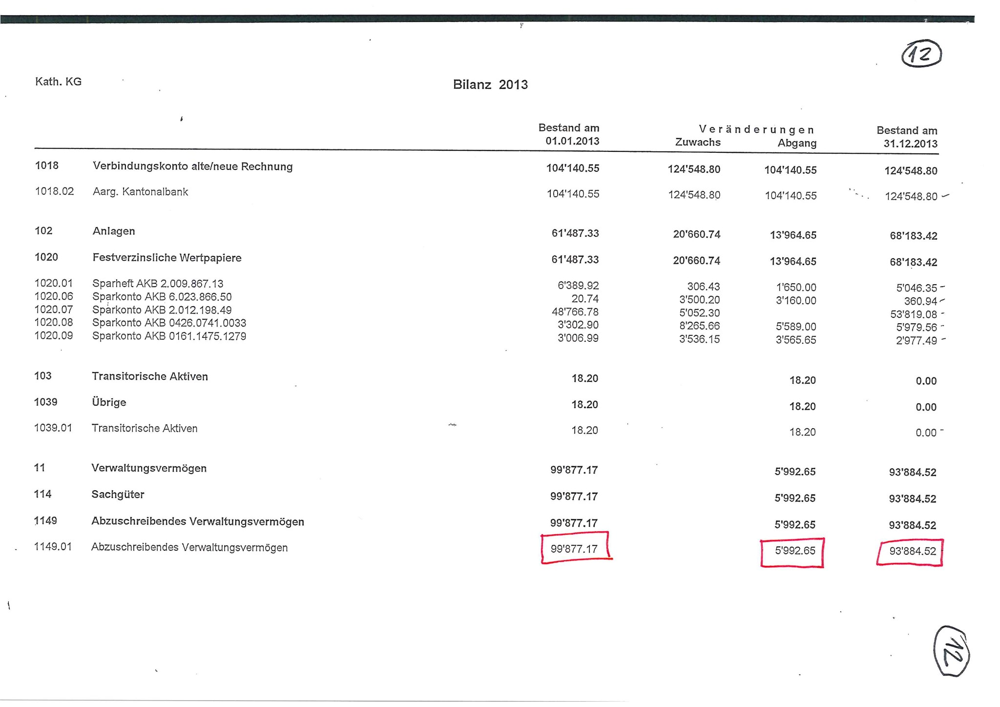 12
Kath. KG
Bilanz 2013
Bestand am Veränderungen Bestand am
01.01.2013 Zuwachs Abgang 31.12.2013
1018 Verbindungskonto alte/neue Rechnung 104'140.55 124'548.80 104'140.55 124'548.80
1018.02 Aarg. Kantonalbank 104'140.55 124'548.80 104'140.55 124'548.80
102 Anlagen 61'487.33 20'660.74 13'964.65 68'183.42
1020 Festverzinsliche Wertpapiere 61'487.33 20'660.74 13'964.65 68'183.42
1020.01 Sparheft AKB 2.009.867.13 6'389.92 306.43 1'650.00 5'046.35
1020.06 Sparkonto AKB 6.023.866.50 20.74 3'500.20 3'160.00 360.94
1020.07 Sparkonto AKB 2.012.198.49 48'766.78 5'052.30 53'819.08
1020.08 Sparkonto AKB 0426.0741.0033 3'302.90 8'265.66 5'589.00 5'979.56
1020.09 Sparkonto AKB 0161.1475.1279 3'006.99 3'536.15 3'565.65 2'977.49
103 Transitorische Aktiven 18.20 18.20 0.00
1039 Übrige 18.20 18.20 0.00
1039.01 Transitorische Aktiven 18.20 18.20 0.00
11 Verwaltungsvermögen 99'877.17 5'992.65 93'884.52
114 Sachgüter 99'877.17 5'992.65 93'884.52
1149 Abzuschreibendes Verwaltungsvermögen 99'877.17 5'992.65 93'884.52
1149.01 Abzuschreibendes Verwaltungsvermögen 99'877.17 5'992.65 93'884.52
12